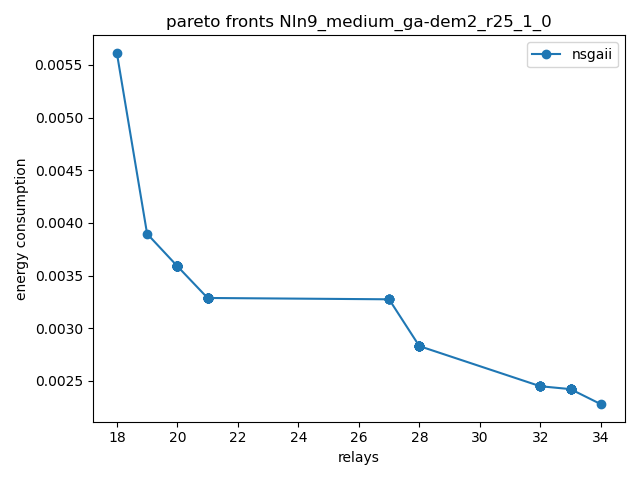 pareto fronts NIn9_medium_ga-dem2_r25_1_0
nsgaii
energy consumption
0.0055
0.0050
0.0045
0.0040
0.0035
0.0030
0.0025
18 20 22 24 26 28 30 32 34
relays